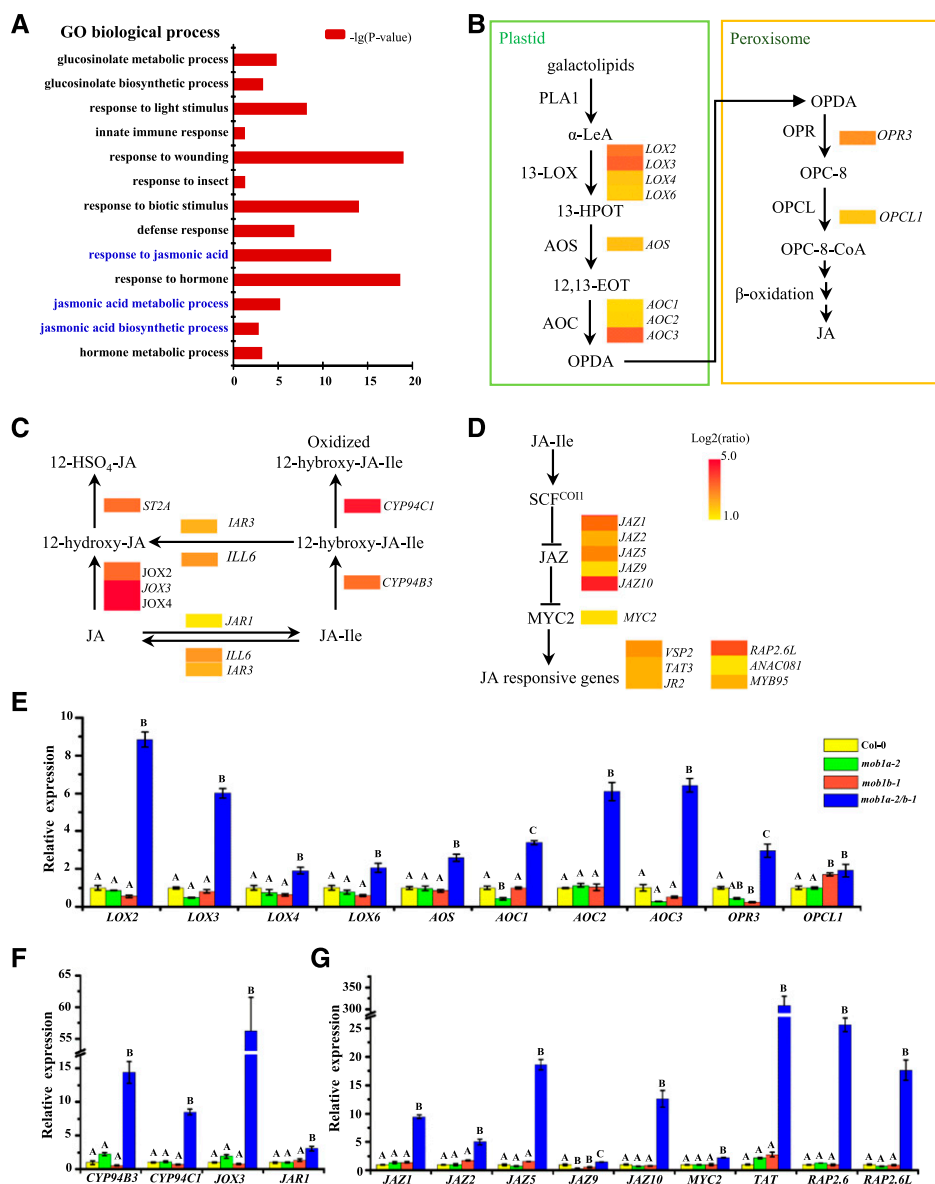 A
GO biological process
-lg(P-value)
glucosinolate metabolic process
glucosinolate biosynthetic process
response to light stimulus
innate immune response
response to wounding
response to insect
response to biotic stimulus
defense response
response to jasmonic acid
response to hormone
jasmonic acid metabolic process
jasmonic acid biosynthetic process
hormone metabolic process
0 5 10 15 20
B
Plastid
galactolipids
PLA1
α-LeA
13-LOX
LOX2
LOX3
LOX4
LOX6
13-HPOT
AOS
AOS
12,13-EOT
AOC
AOC1
AOC2
AOC3
OPDA
Peroxisome
OPDA
OPR
OPR3
OPC-8
OPCL
OPCL1
OPC-8-CoA
β-oxidation
JA
C
12-HSO4-JA
Oxidized
12-hybroxy-JA-Ile
ST2A
IAR3
CYP94C1
12-hydroxy-JA
12-hybroxy-JA-Ile
ILL6
JOX2
JOX3
JOX4
CYP94B3
JAR1
JA
JA-Ile
ILL6
IAR3
D
JA-Ile
Log2(ratio)
5.0
1.0
SCFCOI1
JAZ
JAZ1
JAZ2
JAZ5
JAZ9
JAZ10
MYC2
MYC2
JA responsive genes
VSP2
TAT3
JR2
RAP2.6L
ANAC081
MYB95
E
Relative expression
10
8
6
4
2
0
A A A B
A A A B
A A A B
A A A B
A A A B
A B A C
A A A B
A A A B
A AB B C
A A B B
LOX2 LOX3 LOX4 LOX6 AOS AOC1 AOC2 AOC3 OPR3 OPCL1
Col-0
mob1a-2
mob1b-1
mob1a-2/b-1
F
Relative expression
65
60
55
15
10
5
0
A A A B
A A A B
A A A B
A A A B
CYP94B3 CYP94C1 JOX3 JAR1
G
Relative expression
350
300
25
20
15
10
5
0
A A A B
A A A B
A A A B
A B B C
A A A B
A A A B
A A A B
A A A B
A A A B
JAZ1 JAZ2 JAZ5 JAZ9 JAZ10 MYC2 TAT RAP2.6 RAP2.6L